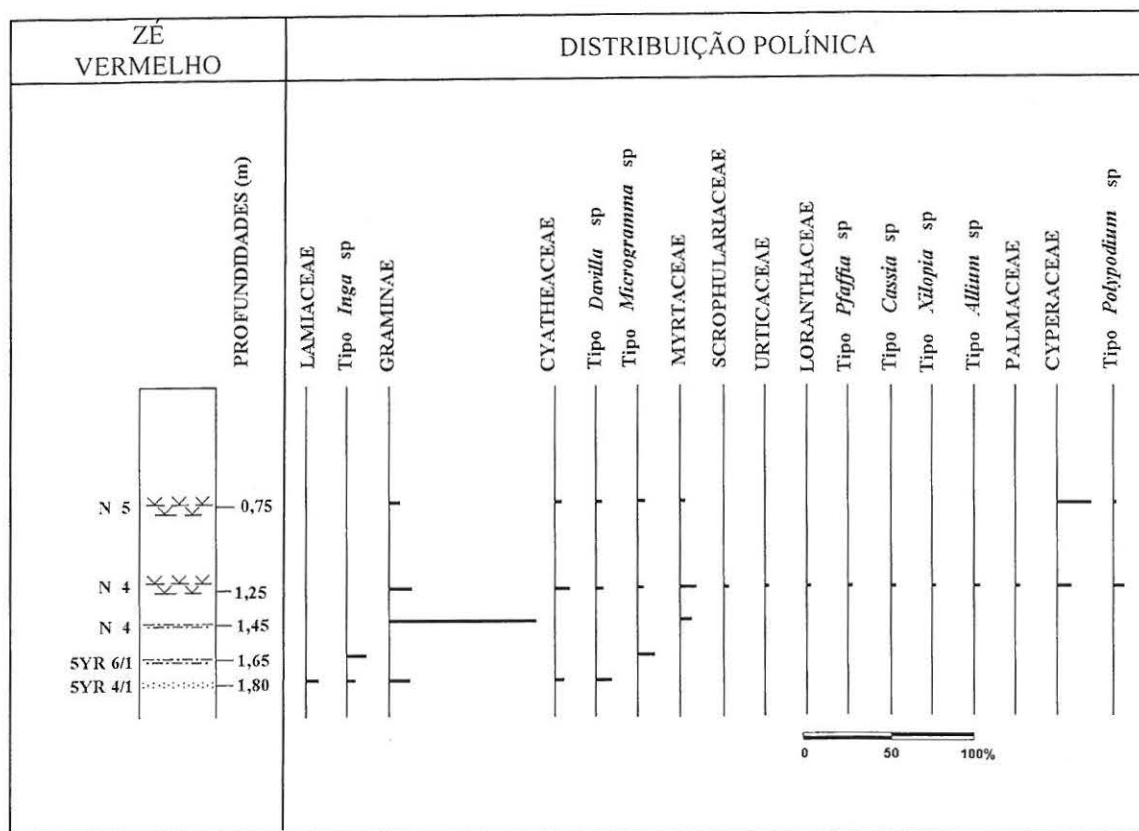 ZÉ
VERMELHO
DISTRIBUIÇÃO POLÍNICA
PROFUNDIDADES (m)
LAMIACEAE
Tipo Inga sp
GRAMINAE
CYATHEACEAE
Tipo Davilla sp
Tipo Microgramma sp
MYRTACEAE
SCROPHULARIACEAE
URTICACEAE
LORANTHACEAE
Tipo Pfaffia sp
Tipo Cassia sp
Tipo Xilopia sp
Tipo Allium sp
PALMACEAE
CYPERACEAE
Tipo Polypodium sp
N 5
0,75
N 4
1,25
N 4
1,45
5YR 6/1
1,65
5YR 4/1
1,80
0 50 100%